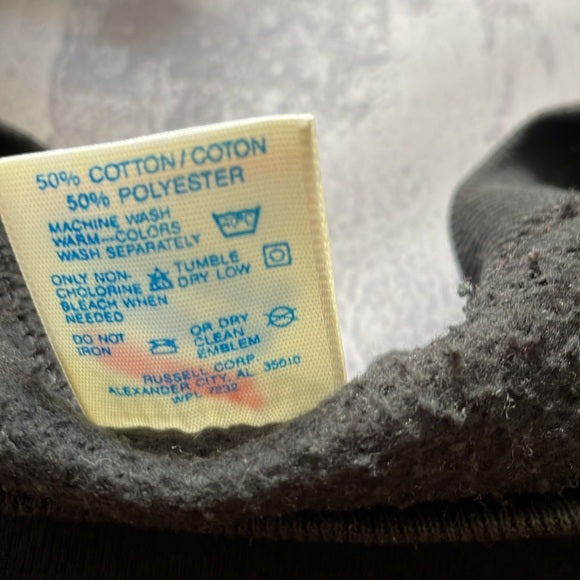 50% COTTON/COTON
50% POLYESTER
MACHINE WASH
WARM—COLORS
WASH SEPARATELY
ONLY NON-
CHOLORINE
BLEACH WHEN
NEEDED
TUMBLE
DRY LOW
DO NOT
IRON
OR DRY
CLEAN
EMBLEM
RUSSELL CORP
ALEXANDER CITY, AL 35010
WPL 7232